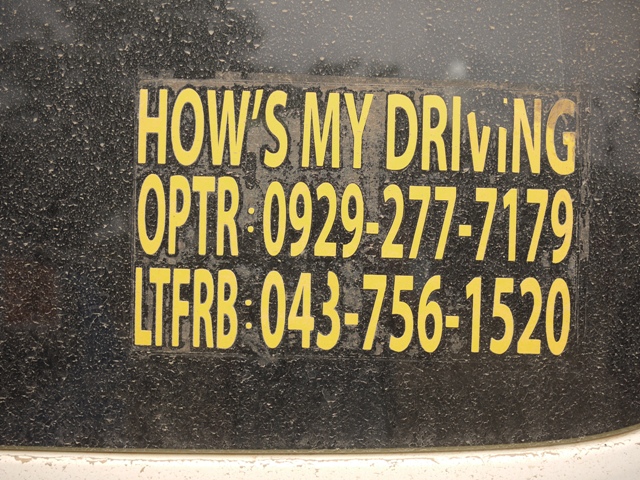 HOW'S MY DRIViNG
OPTR:0929-277-7179
LTFRB:043-756-1520